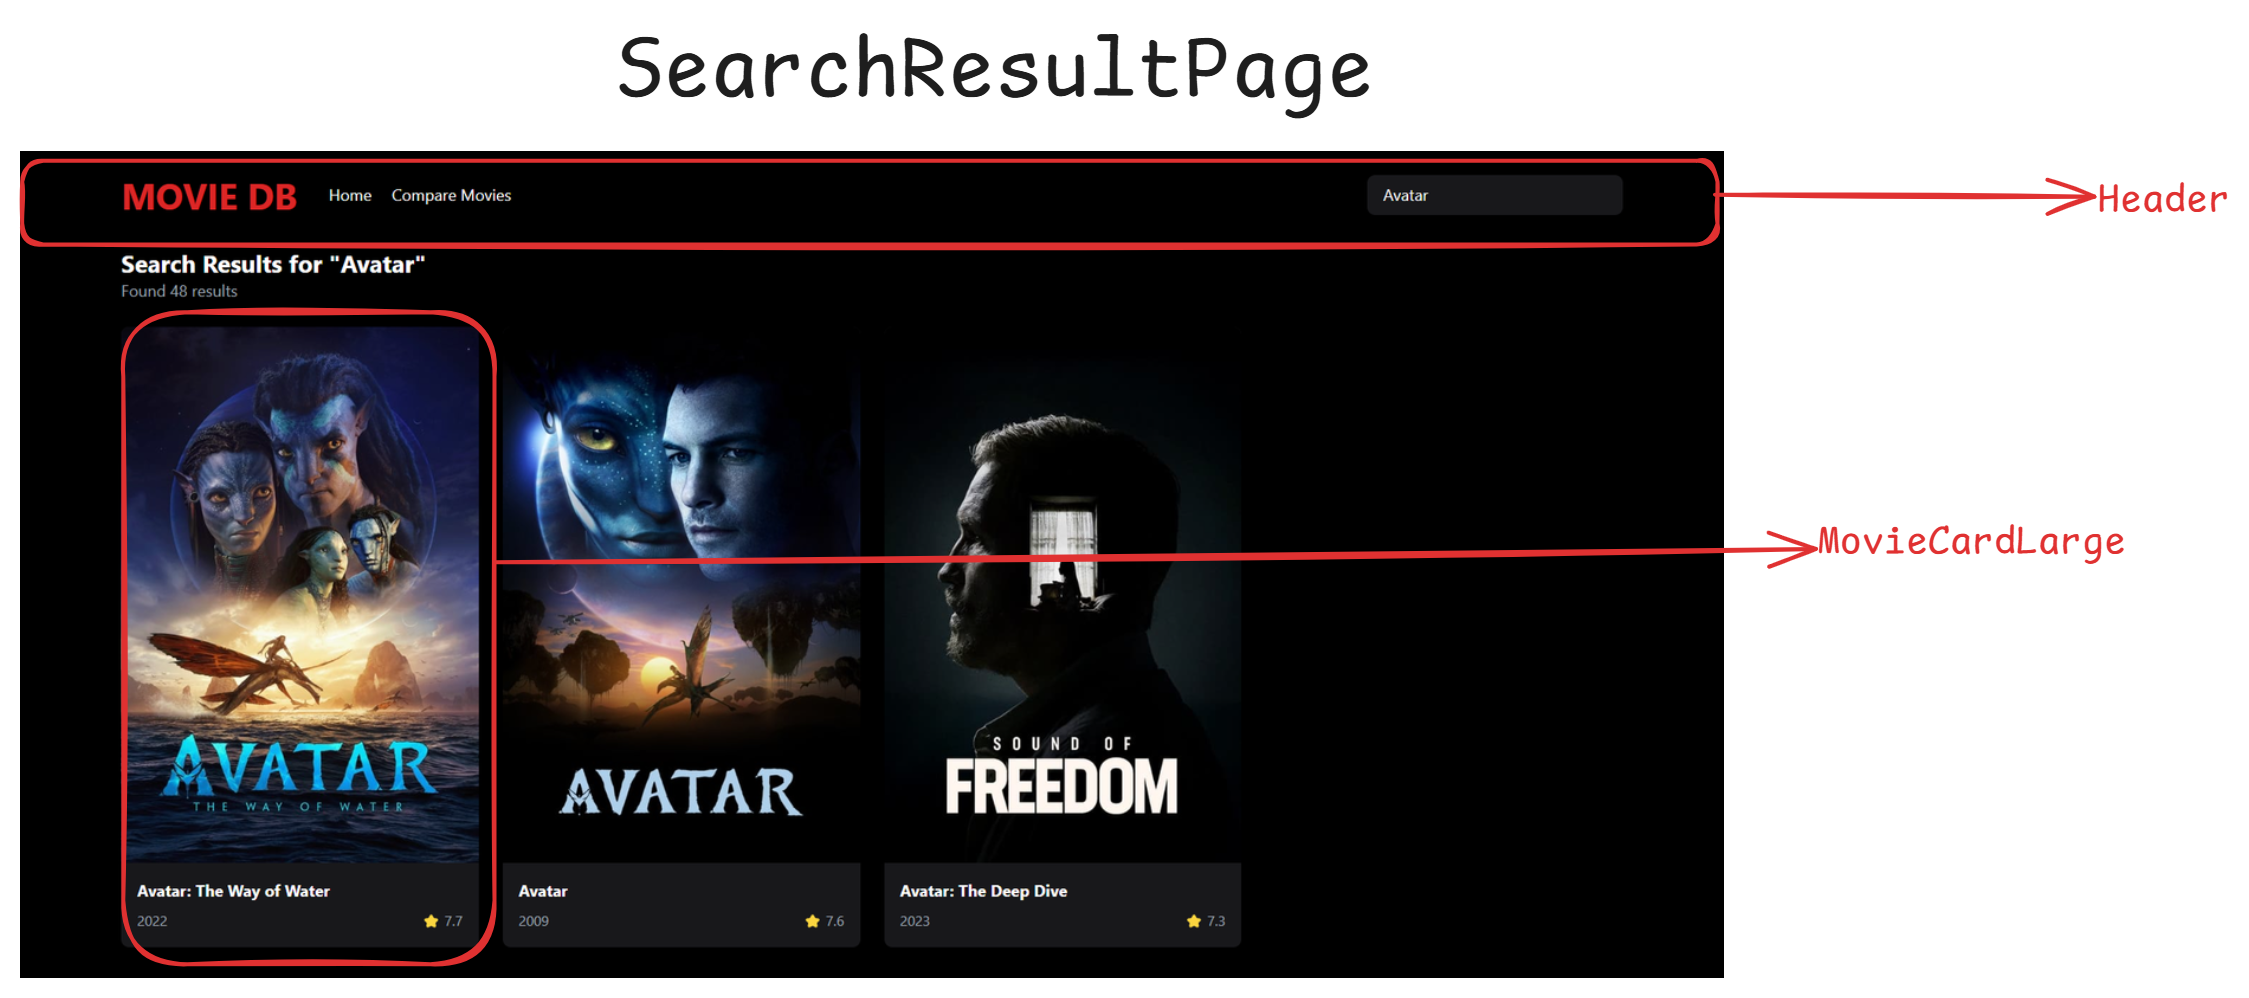 SearchResultPage
MOVIE DB Home Compare Movies Avatar
Header
Search Results for "Avatar"
Found 48 results
MovieCardLarge
AVATAR
THE WAY OF WATER
AVATAR
SOUND OF
FREEDOM
Avatar: The Way of Water
2022 7.7
Avatar
2009 7.6
Avatar: The Deep Dive
2023 7.3